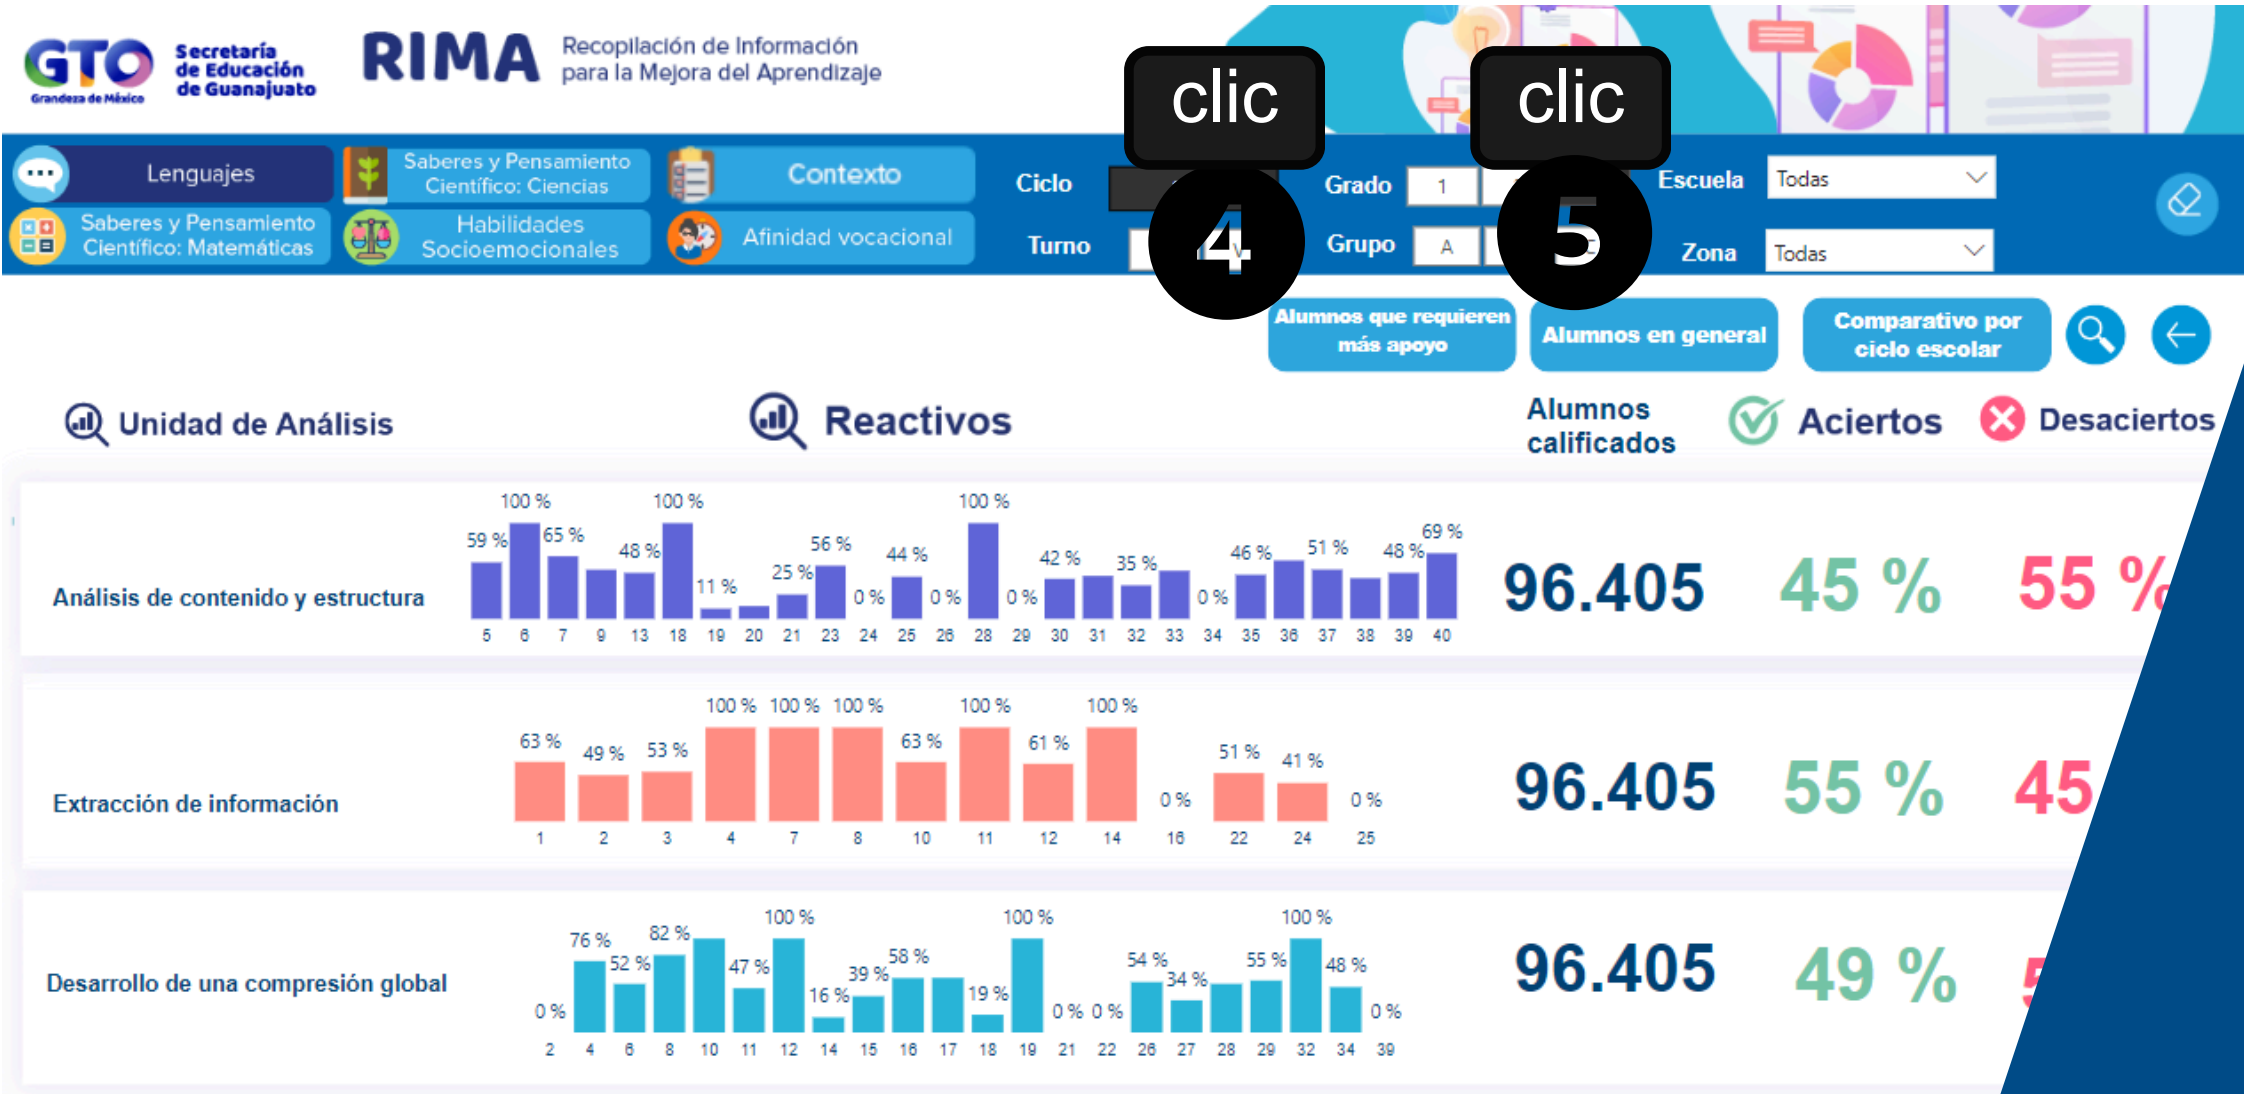 GTO
Grandeza de México
Secretaría
de Educación
de Guanajuato
RIMA
Recopilación de Información
para la Mejora del Aprendizaje
clic
clic
Lenguajes
Saberes y Pensamiento
Científico: Ciencias
Contexto
Saberes y Pensamiento
Científico: Matemáticas
Habilidades
Socioemocionales
Afinidad vocacional
Ciclo
Grado
1
Escuela
Todas
Turno
V
Grupo
A
C
Zona
Todas
4
5
Alumnos que requieren
más apoyo
Alumnos en general
Comparativo por
ciclo escolar
Unidad de Análisis
Reactivos
Alumnos
calificados
Aciertos
Desaciertos
Análisis de contenido y estructura
59 % 100 % 65 % 48 % 100 % 11 % 25 % 56 % 0 % 44 % 0 % 100 % 0 % 42 % 35 % 0 % 46 % 51 % 48 % 69 %
5 6 7 9 13 18 19 20 21 23 24 25 26 28 29 30 31 32 33 34 35 36 37 38 39 40
96.405 45 % 55 %
Extracción de información
63 % 49 % 53 % 100 % 100 % 100 % 63 % 100 % 61 % 100 % 0 % 51 % 41 % 0 %
1 2 3 4 7 8 10 11 12 14 16 22 24 25
96.405 55 % 45
Desarrollo de una compresión global
0 % 76 % 52 % 82 % 47 % 100 % 16 % 39 % 58 % 19 % 100 % 0 % 0 % 54 % 34 % 55 % 100 % 48 % 0 %
2 4 6 8 10 11 12 14 15 16 17 18 19 21 22 26 27 28 29 32 34 39
96.405 49 %